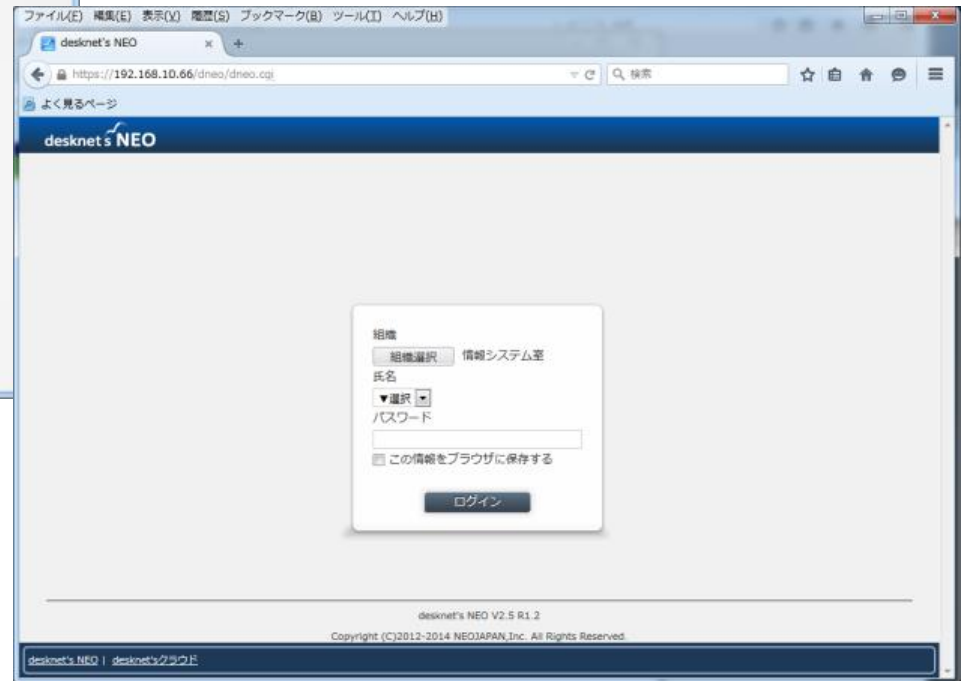 ファイル(F) 編集(E) 表示(V) 履歴(S) ブックマーク(B) ツール(T) ヘルプ(H)
desknet's NEO × +
https://192.168.10.66/dneo/dneo.cgi 検索
よく見るページ
desknet's NEO
組織
組織選択 情報システム室
氏名
▼選択
パスワード
この情報をブラウザに保存する
ログイン
desknet's NEO V2.5 R1.2
Copyright (C)2012-2014 NEOJAPAN,Inc. All Rights Reserved.
desknet's NEO | desknet'sクラウド